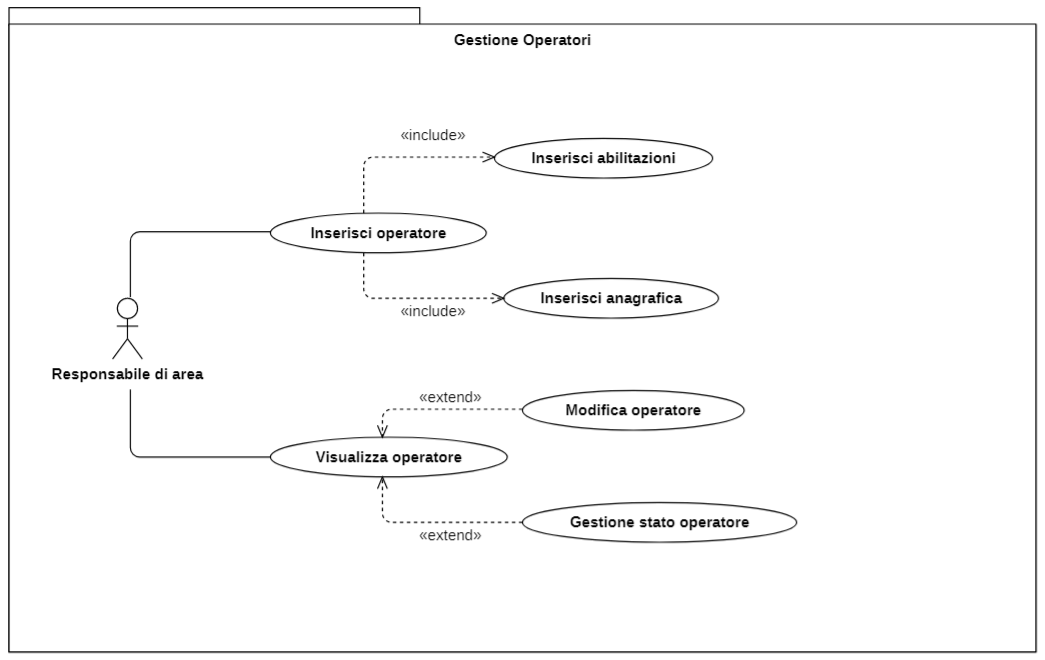 Gestione Operatori
«include»
Inserisci abilitazioni
Inserisci operatore
Inserisci anagrafica
«include»
Responsabile di area
«extend»
Modifica operatore
Visualizza operatore
Gestione stato operatore
«extend»